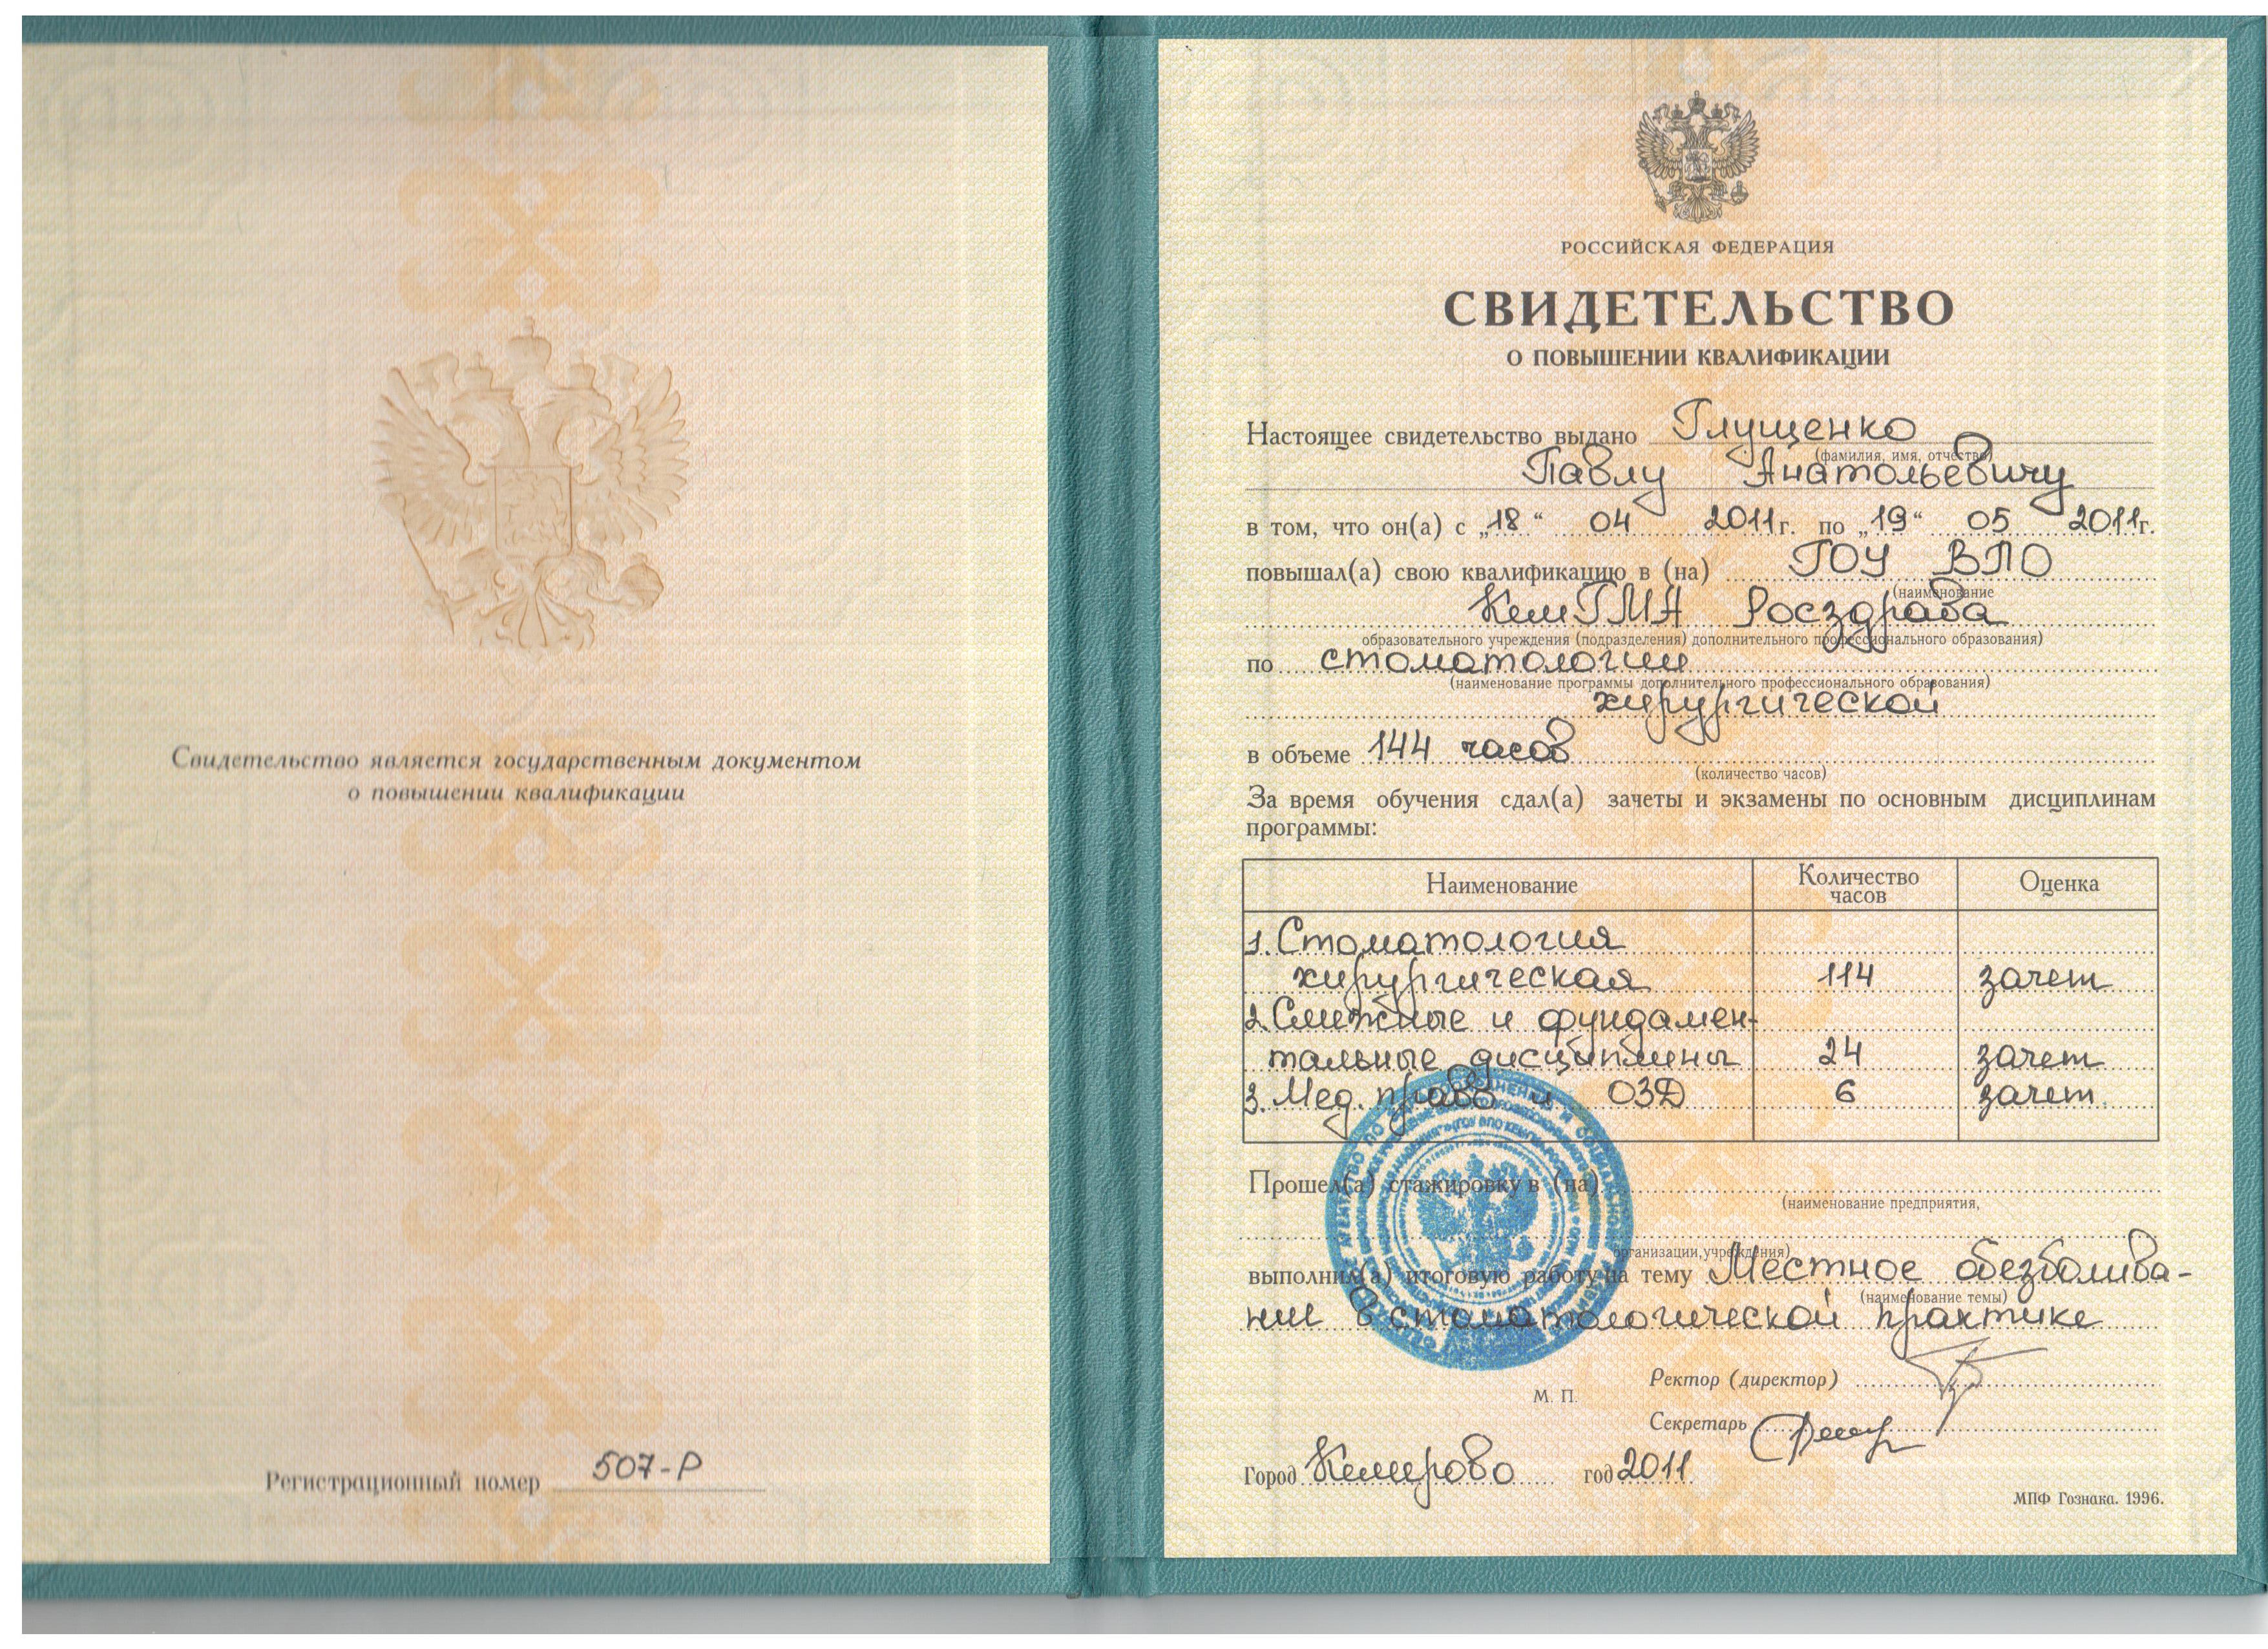 Свидетельство является государственным документом
о повышении квалификации
Регистрационный номер 507-Р
РОССИЙСКАЯ ФЕДЕРАЦИЯ
СВИДЕТЕЛЬСТВО
О ПОВЫШЕНИИ КВАЛИФИКАЦИИ
Настоящее свидетельство выдано Глущенко
(фамилия, имя, отчество)
Павлу Анатольевичу
в том, что он(а) с „18“ 04 2011г. по „19“ 05 2011г.
повышал(а) свою квалификацию в (на) ГОУ ВПО
(наименование
КемГМА Росздрава
образовательного учреждения (подразделения) дополнительного профессионального образования)
по стоматологии
(наименование программы дополнительного профессионального образования)
хирургической
в объеме 144 часов
(количество часов)
За время обучения сдал(а) зачеты и экзамены по основным дисциплинам
программы:
Наименование Количество часов Оценка
1. Стоматология
хирургическая 114 зачет
2. Смежные и фундамен-
тальные дисциплины 24 зачет
3. Мед. право и ОЗД 6 зачет
Прошел(а) стажировку в (на)
(наименование предприятия,
организации, учреждения)
выполнил(а) итоговую работу на тему Местное обезболива-
(наименование темы)
ние в стоматологической практике
Ректор (директор)
М. П.
Секретарь
Город Кемерово год 2011
МПФ Гознака. 1996.